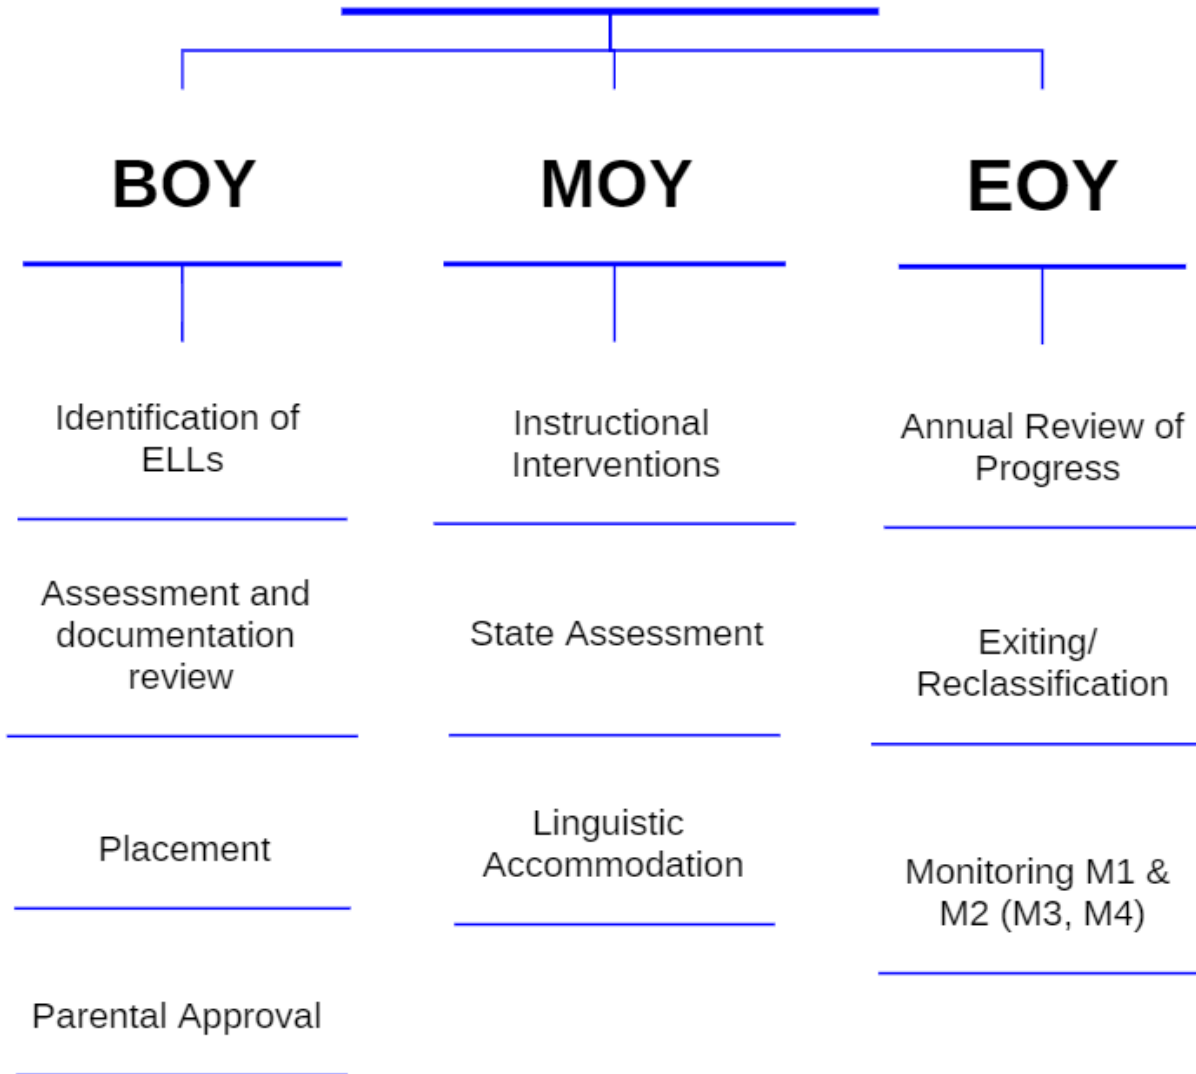 BOY
Identification of
ELLs
Assessment and
documentation
review
Placement
Parental Approval
MOY
Instructional
Interventions
State Assessment
Linguistic
Accommodation
EOY
Annual Review of
Progress
Exiting/
Reclassification
Monitoring M1 &
M2 (M3, M4)